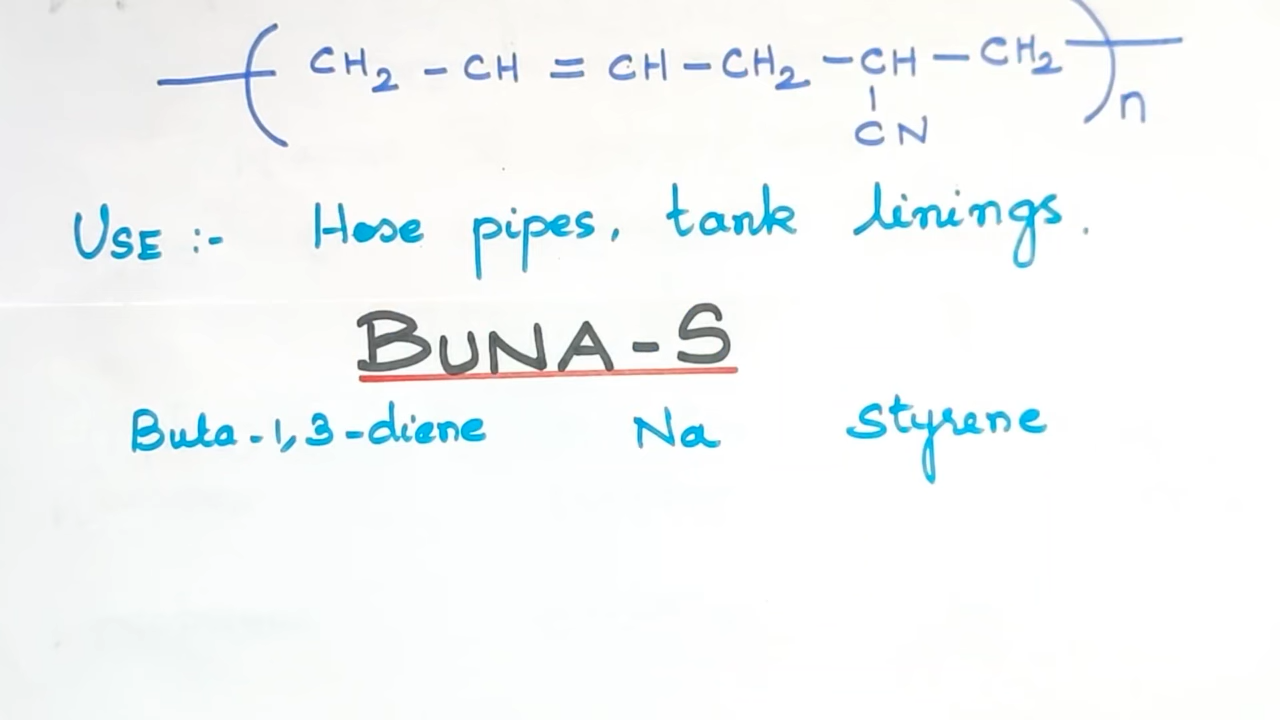 ( CH₂ - CH = CH - CH₂ - CH - CH₂ )n
CN
USE :- Hose pipes, tank linings.
BUNA-S
Buta-1,3-diene Na Styrene